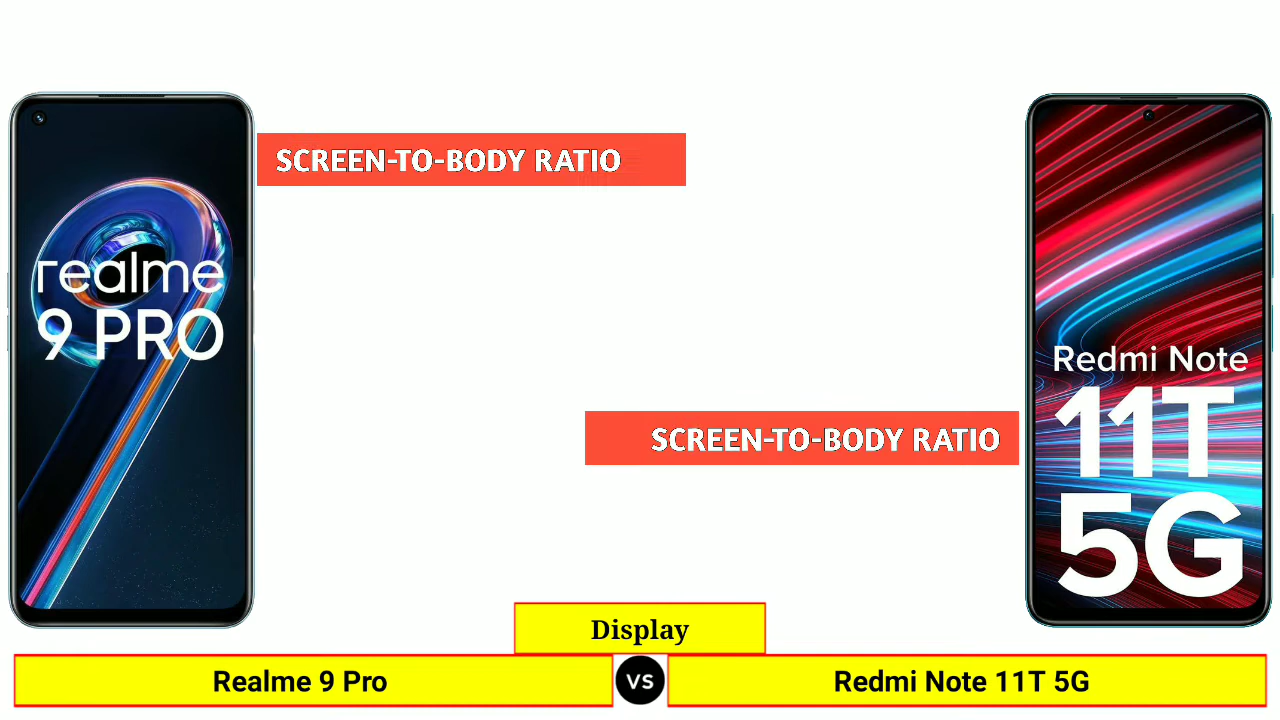 SCREEN-TO-BODY RATIO
realme
9 PRO
Redmi Note
11T
5G
SCREEN-TO-BODY RATIO
Display
Realme 9 Pro
VS
Redmi Note 11T 5G